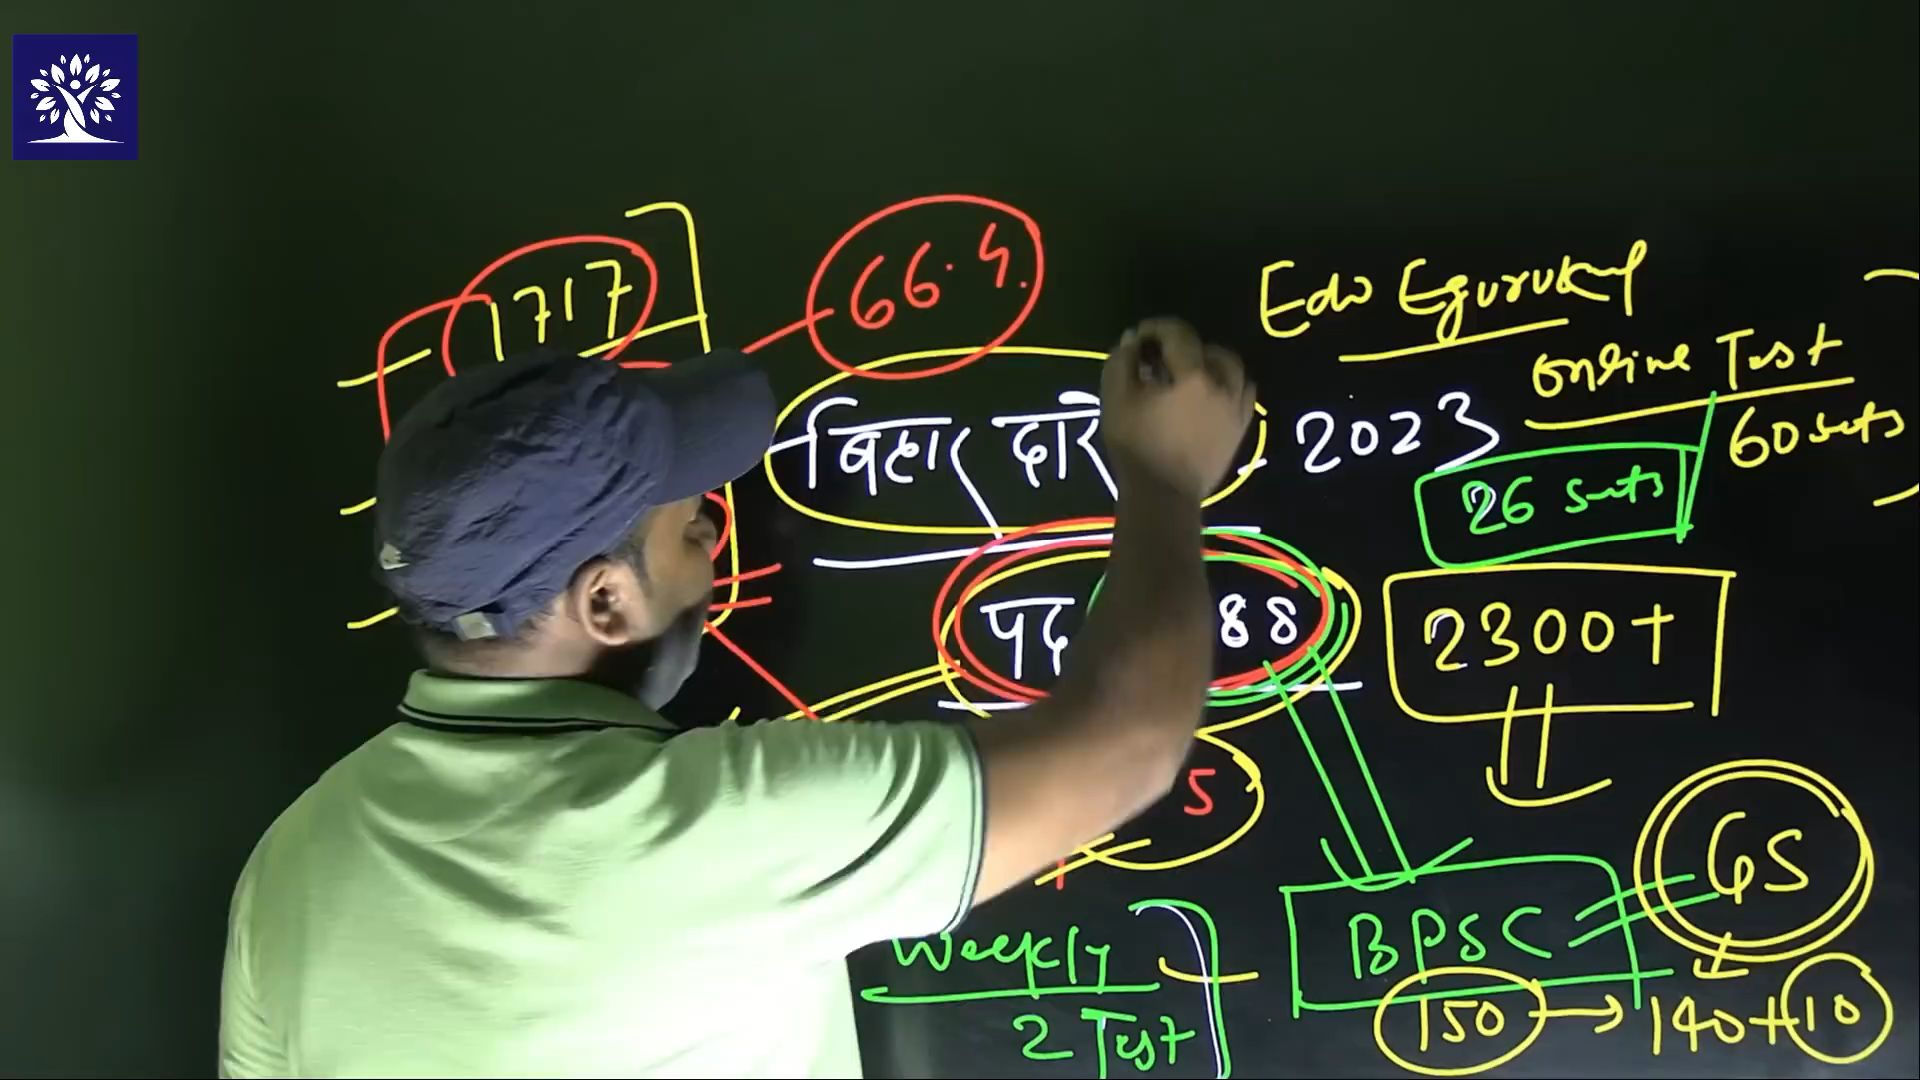 1717
66.4
Edu Egurukul
Online Test
60 sets
बिहार
2023
26 sets
पद
88
2300+
5
GS
BPSC
Weekly
2 Test
150 → 140+10